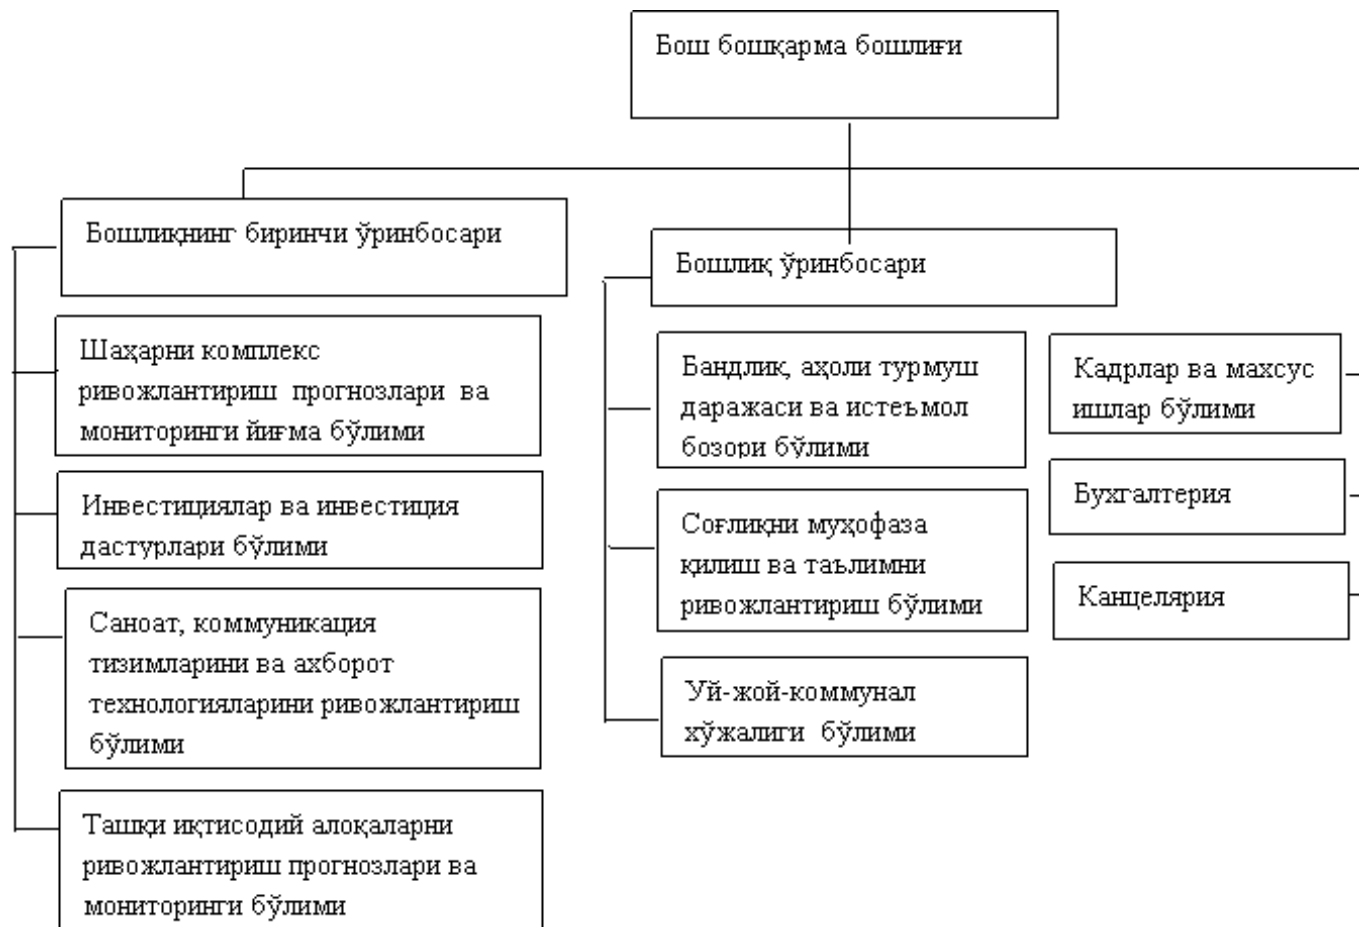 Бош бошқарма бошлиғи
Бошлиқнинг биринчи ўринбосари
Шаҳарни комплекс
ривожлантириш прогнозлари ва
мониторинги йиғма бўлими
Инвестициялар ва инвестиция
дастурлари бўлими
Саноат, коммуникация
тизимларини ва ахборот
технологияларини ривожлантириш
бўлими
Ташқи иқтисодий алоқаларни
ривожлантириш прогнозлари ва
мониторинги бўлими
Бошлиқ ўринбосари
Бандлик, аҳоли турмуш
даражаси ва истеъмол
бозори бўлими
Соғлиқни муҳофаза
қилиш ва таълимни
ривожлантириш бўлими
Уй-жой-коммунал
хўжалиги бўлими
Кадрлар ва махсус
ишлар бўлими
Бухгалтерия
Канцелярия